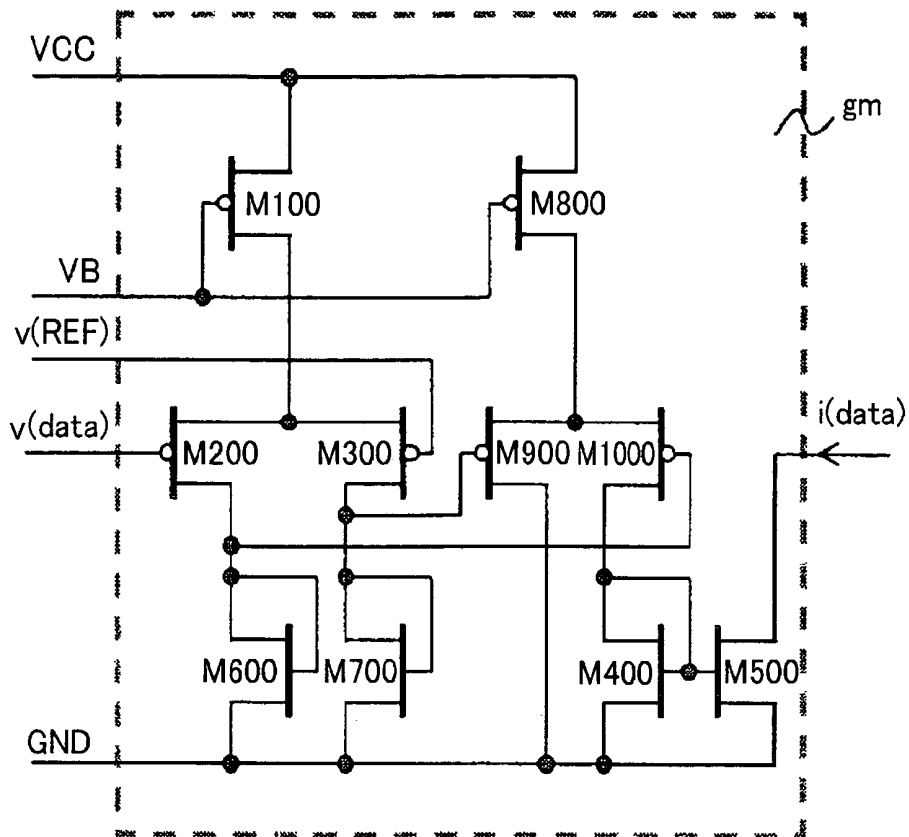 VCC
gm
M100
M800
VB
v(REF)
v(data)
i(data)
M200
M300
M900
M1000
M600
M700
M400
M500
GND